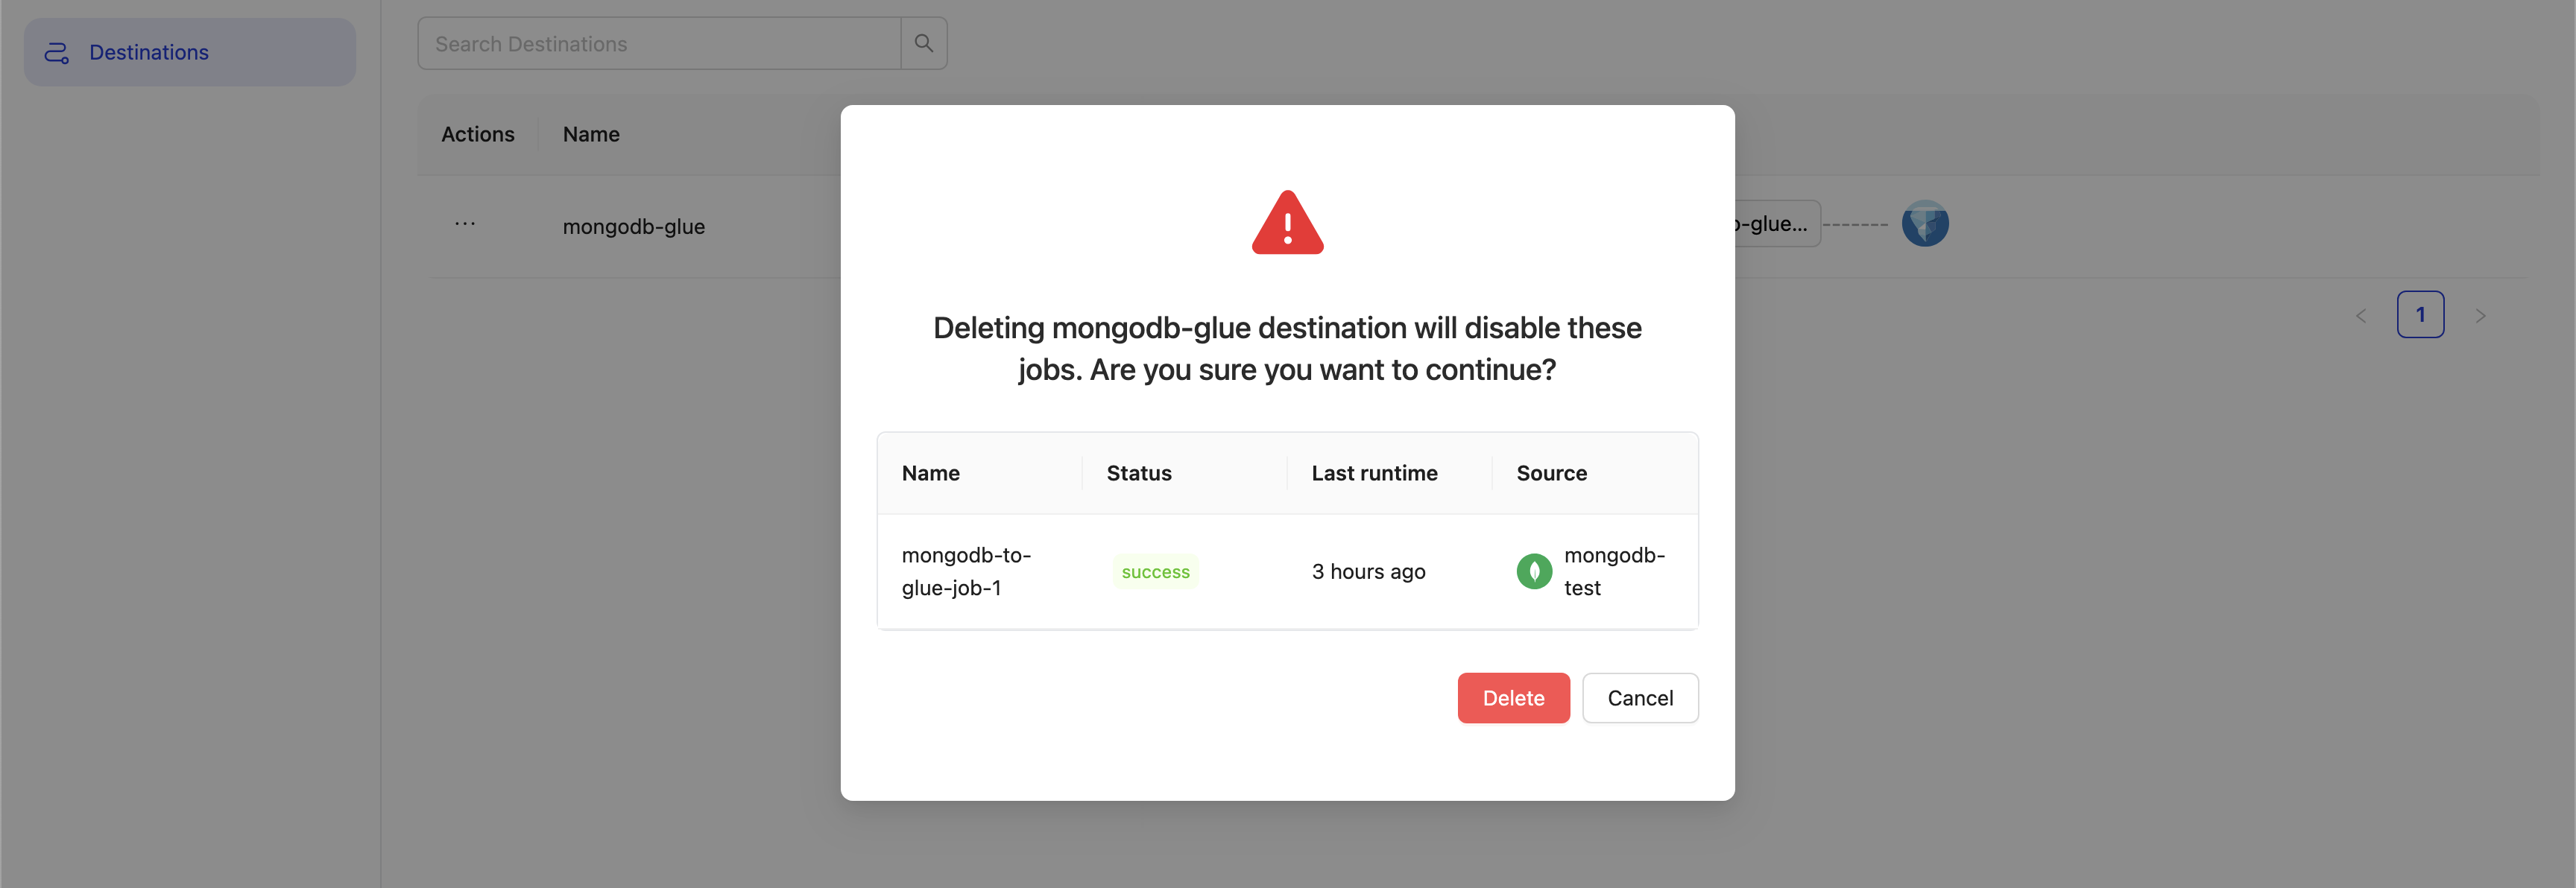 Destinations
Search Destinations
Actions
Name
...
mongodb-glue
o-glue...
1
Deleting mongodb-glue destination will disable these
jobs. Are you sure you want to continue?
Name
Status
Last runtime
Source
mongodb-to-
glue-job-1
success
3 hours ago
mongodb-
test
Delete
Cancel